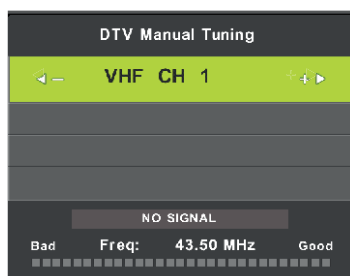 DTV Manual Tuning
– VHF CH 1 +
NO SIGNAL
Bad Freq: 43.50 MHz Good